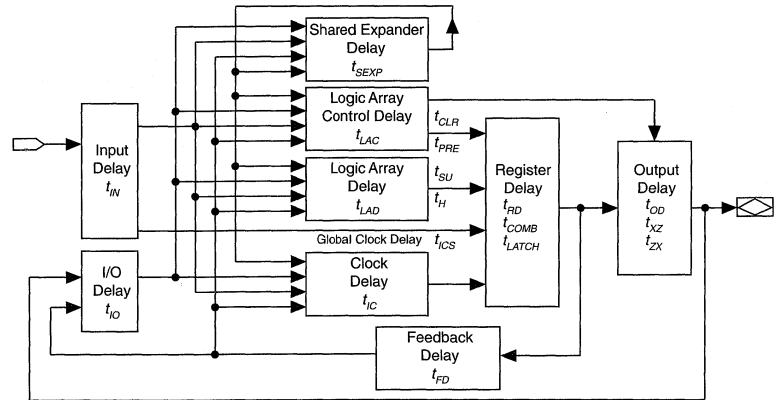 Shared Expander
Delay
tSEXP
Logic Array
Control Delay
tLAC
tCLR
tPRE
Input
Delay
tIN
Logic Array
Delay
tLAD
tSU
tH
Register
Delay
tRD
tCOMB
tLATCH
Output
Delay
tOD
tXZ
tZX
Global Clock Delay tICS
I/O
Delay
tIO
Clock
Delay
tIC
Feedback
Delay
tFD